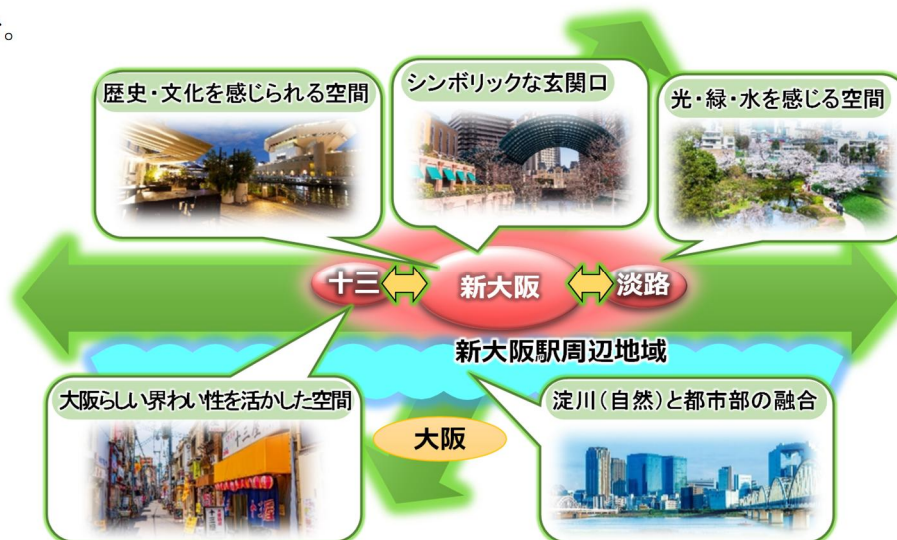 。
歴史・文化を感じられる空間
シンボリックな玄関口
光・緑・水を感じる空間
十三
新大阪
淡路
新大阪駅周辺地域
大阪らしい界わい性を活かした空間
淀川（自然）と都市部の融合
大阪